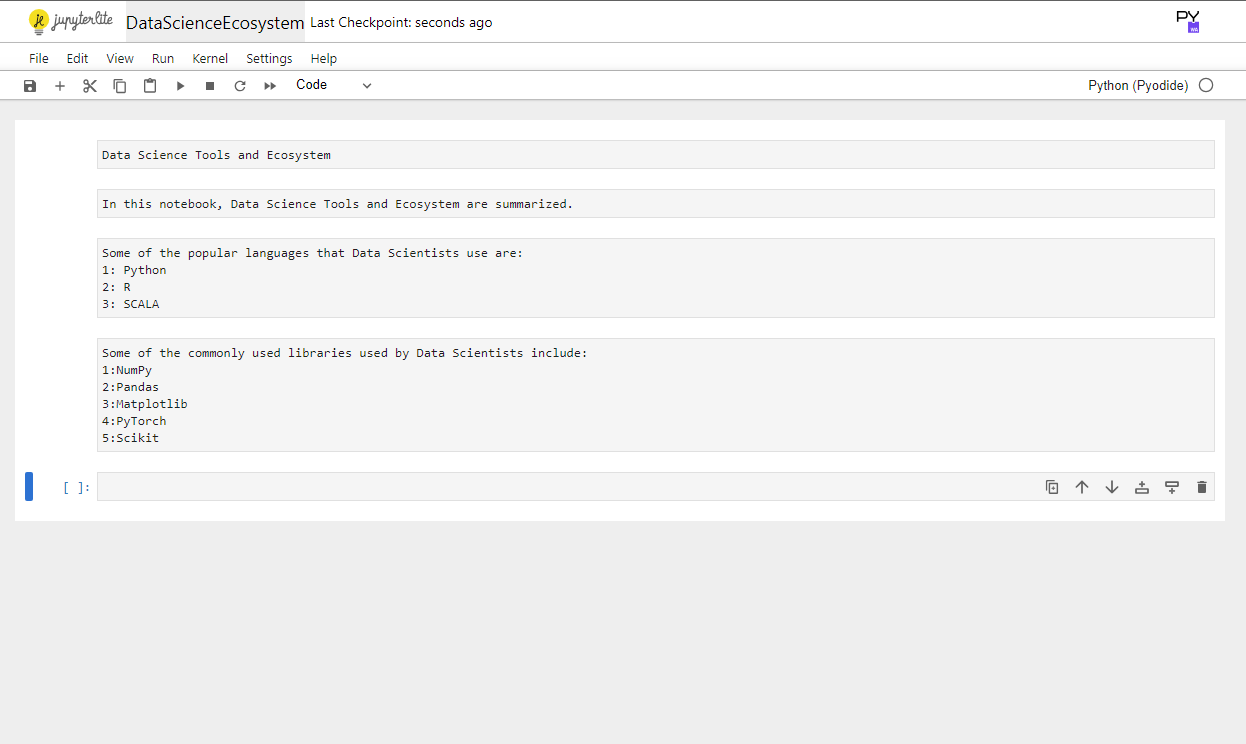 jupyterlite DataScienceEcosystem Last Checkpoint: seconds ago PY
File Edit View Run Kernel Settings Help
Code Python (Pyodide)
Data Science Tools and Ecosystem
In this notebook, Data Science Tools and Ecosystem are summarized.
Some of the popular languages that Data Scientists use are:
1: Python
2: R
3: SCALA
Some of the commonly used libraries used by Data Scientists include:
1:NumPy
2:Pandas
3:Matplotlib
4:PyTorch
5:Scikit
[ ]: